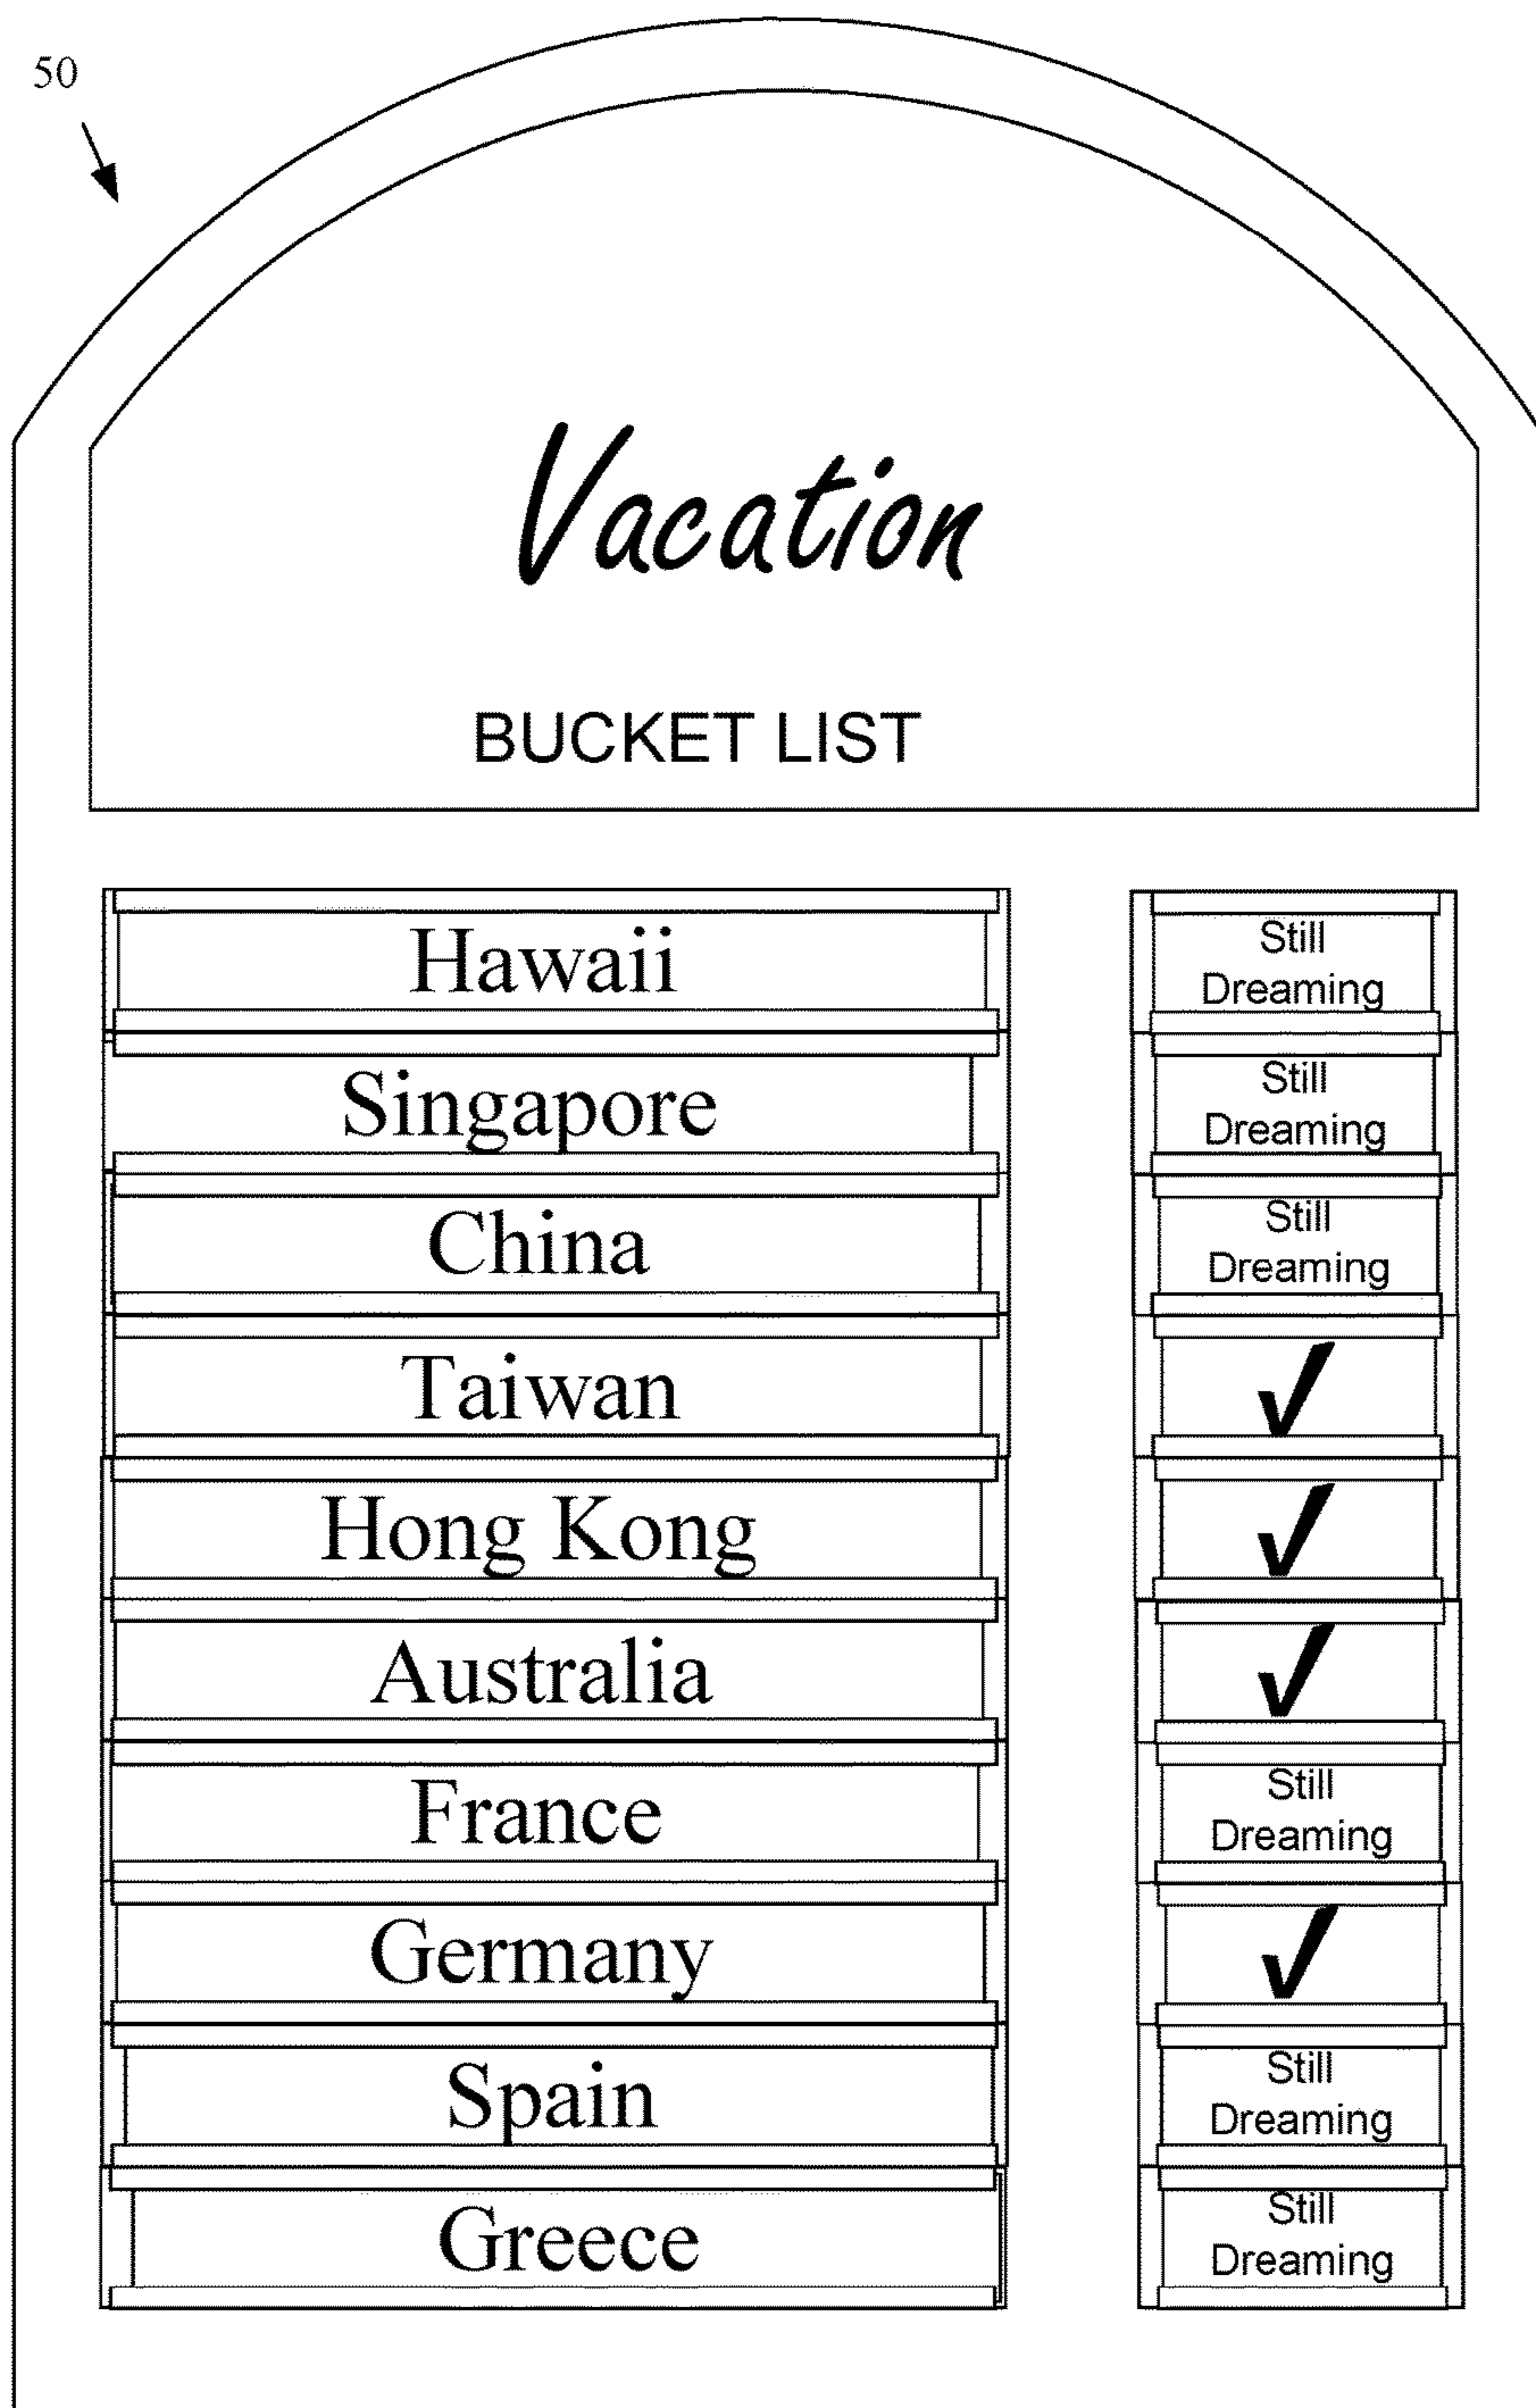 50
Vacation
BUCKET LIST
Hawaii
Still
Dreaming
Singapore
Still
Dreaming
China
Still
Dreaming
Taiwan ✓
Hong Kong ✓
Australia ✓
France
Still
Dreaming
Germany ✓
Spain
Still
Dreaming
Greece
Still
Dreaming